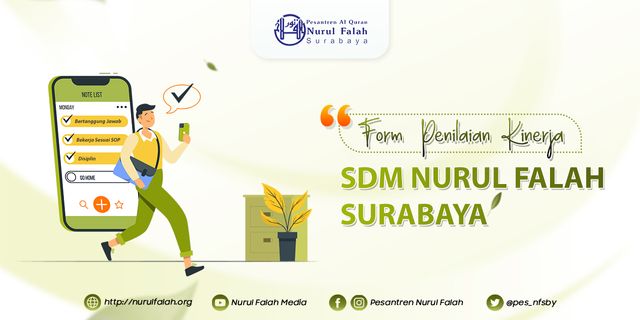 Pesantren Al Quran
Nurul Falah
Surabaya
NOTE LIST
MONDAY
Bertanggung Jawab
Bekerja Sesuai SOP
Disiplin
GO HOME
Form Penilaian Kinerja
SDM NURUL FALAH
SURABAYA
http://nurulfalah.org
Nurul Falah Media
Pesantren Nurul Falah
@pes_nfsby